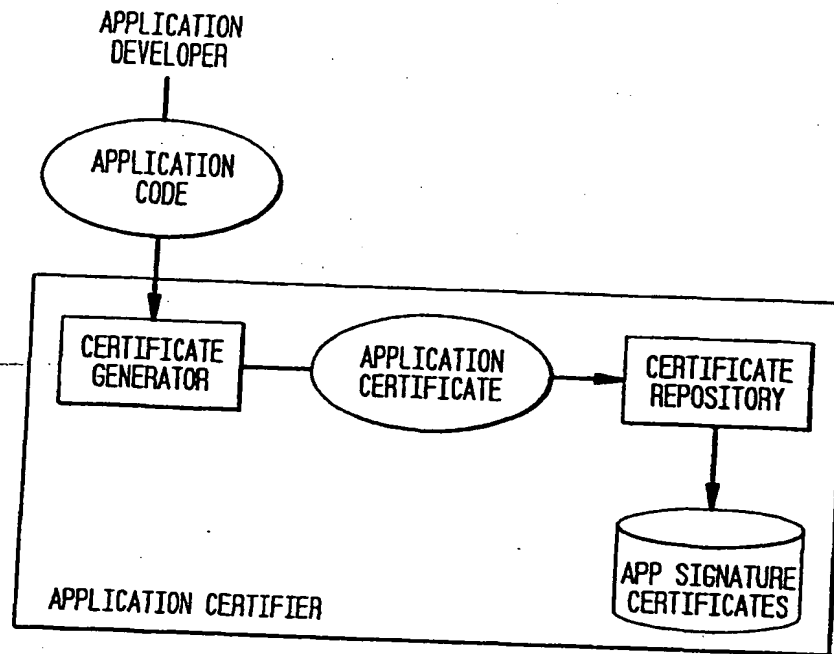 APPLICATION
DEVELOPER
APPLICATION
CODE
CERTIFICATE
GENERATOR
APPLICATION
CERTIFICATE
CERTIFICATE
REPOSITORY
APP SIGNATURE
CERTIFICATES
APPLICATION CERTIFIER